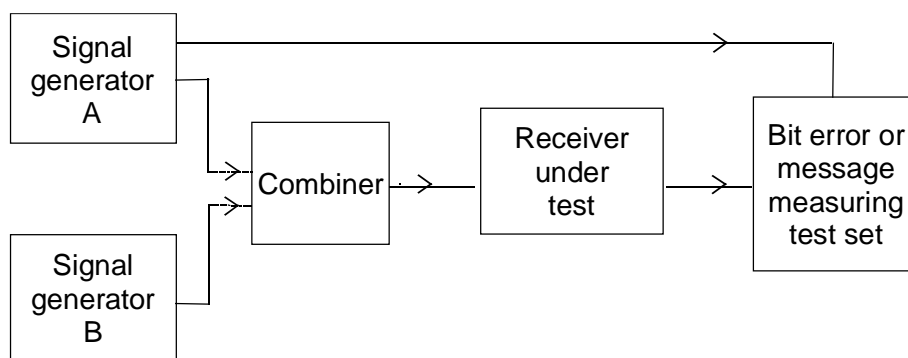 Signal
generator
A
Combiner
Receiver
under
test
Bit error or
message
measuring
test set
Signal
generator
B